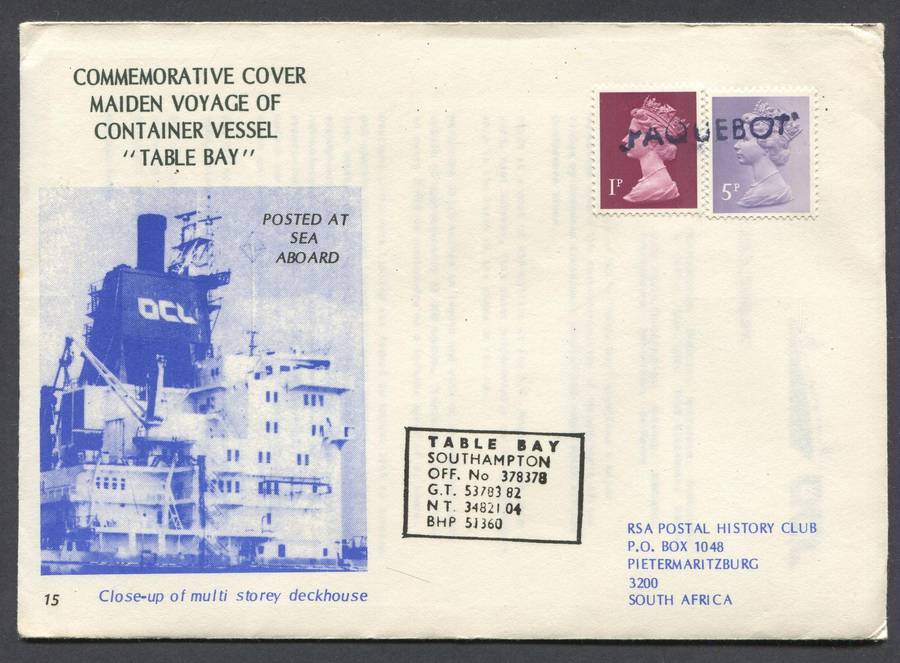 COMMEMORATIVE COVER
MAIDEN VOYAGE OF
CONTAINER VESSEL
"TABLE BAY"
POSTED AT
SEA
ABOARD
OCL
1P
5P
PAQUEBOT
TABLE BAY
SOUTHAMPTON
OFF. No 378378
G.T. 53783 82
N T. 34821.04
BHP 51360
RSA POSTAL HISTORY CLUB
P.O. BOX 1048
PIETERMARITZBURG
3200
SOUTH AFRICA
15 Close-up of multi storey deckhouse